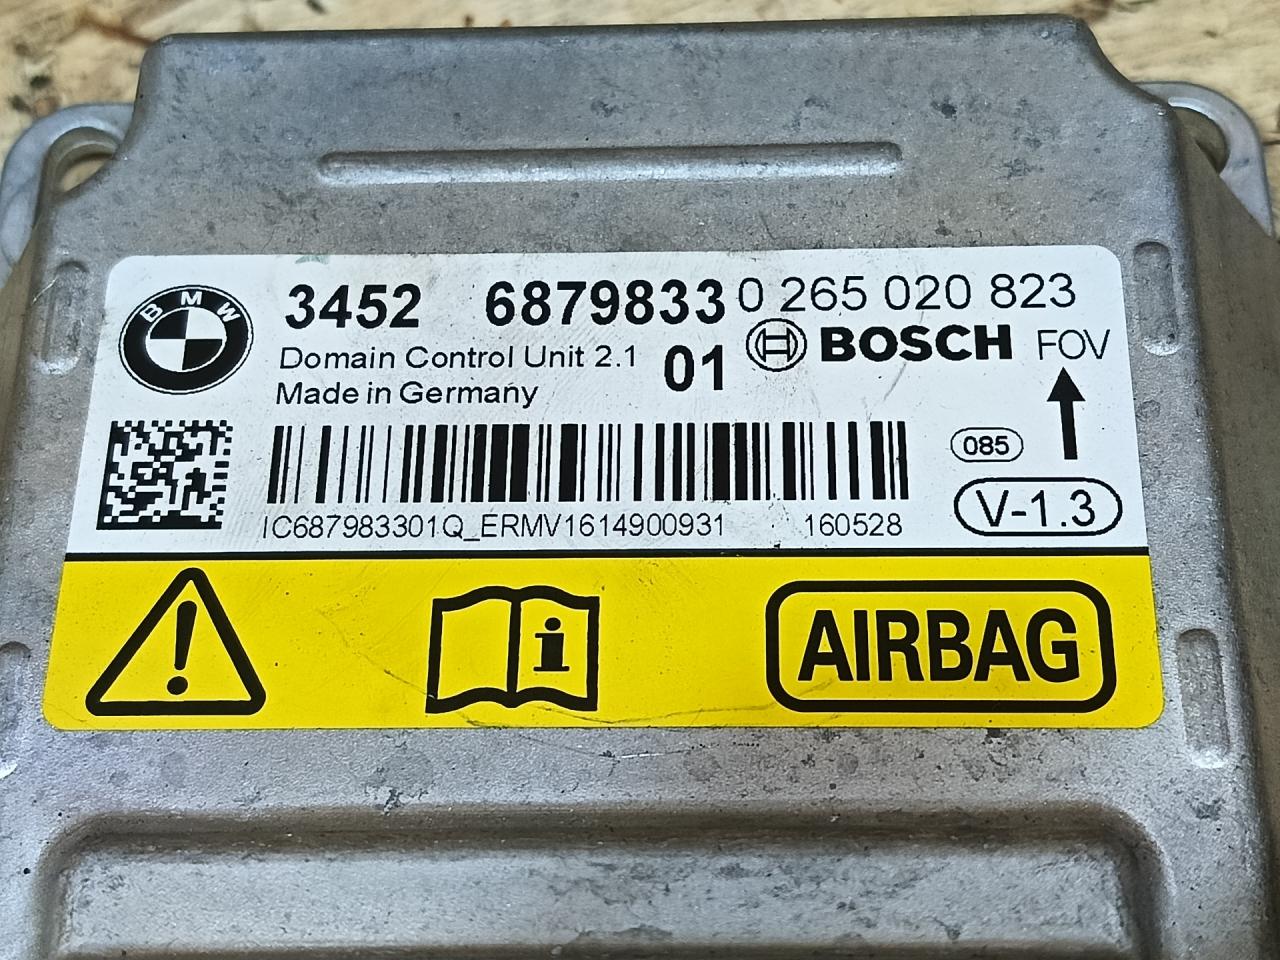 BMW
3452 6879833 0 265 020 823
Domain Control Unit 2.1 01 BOSCH FOV
Made in Germany
085
V-1.3
IC687983301Q_ERMV1614900931 160528
i
AIRBAG